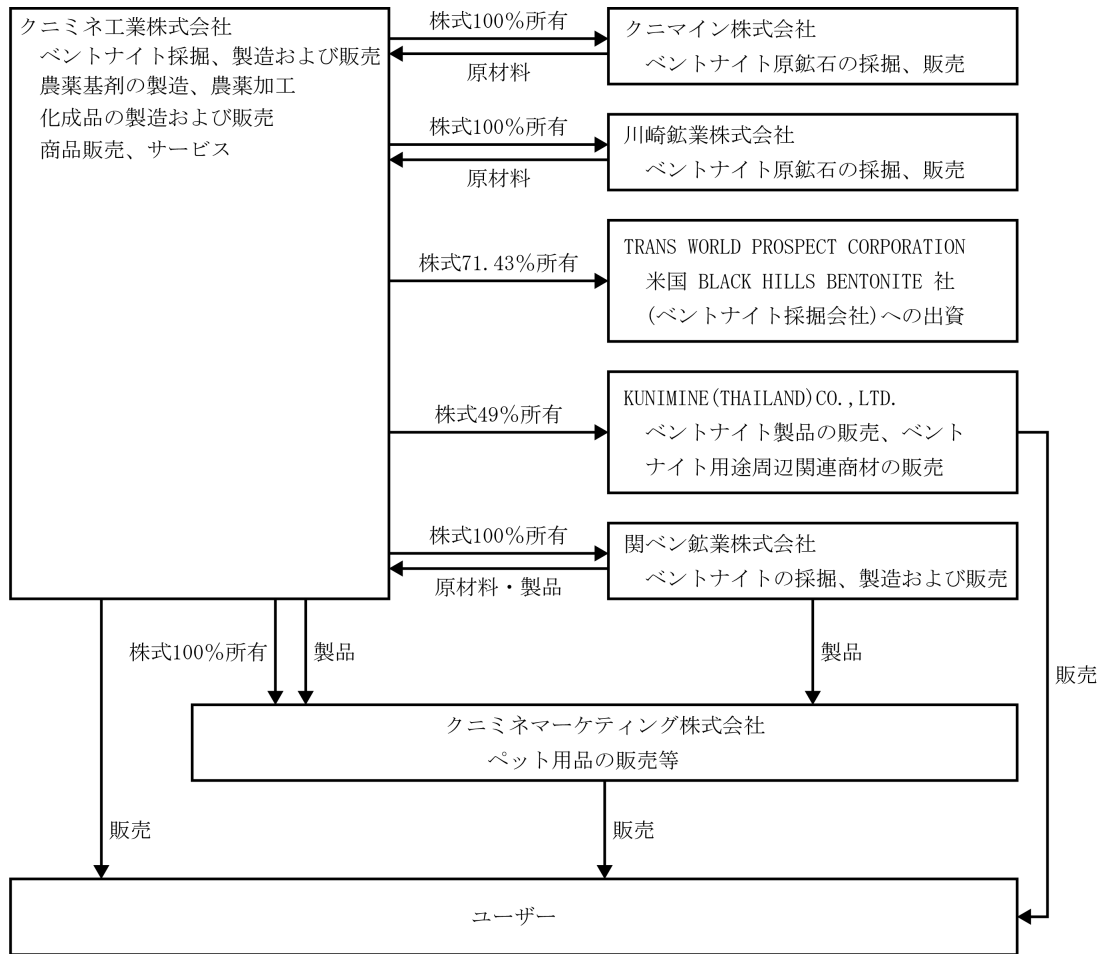 クニミネ工業株式会社
ベントナイト採掘、製造および販売
農薬基剤の製造、農薬加工
化成品の製造および販売
商品販売、サービス
株式100%所有
原材料
クニマイン株式会社
ベントナイト原鉱石の採掘、販売
株式100%所有
原材料
川崎鉱業株式会社
ベントナイト原鉱石の採掘、販売
株式71.43%所有
TRANS WORLD PROSPECT CORPORATION
米国 BLACK HILLS BENTONITE 社
(ベントナイト採掘会社)への出資
株式49%所有
KUNIMINE(THAILAND)CO.,LTD.
ベントナイト製品の販売、ベント
ナイト用途周辺関連商材の販売
株式100%所有
原材料・製品
関ベン鉱業株式会社
ベントナイトの採掘、製造および販売
株式100%所有
製品
製品
販売
クニミネマーケティング株式会社
ペット用品の販売等
販売
販売
ユーザー